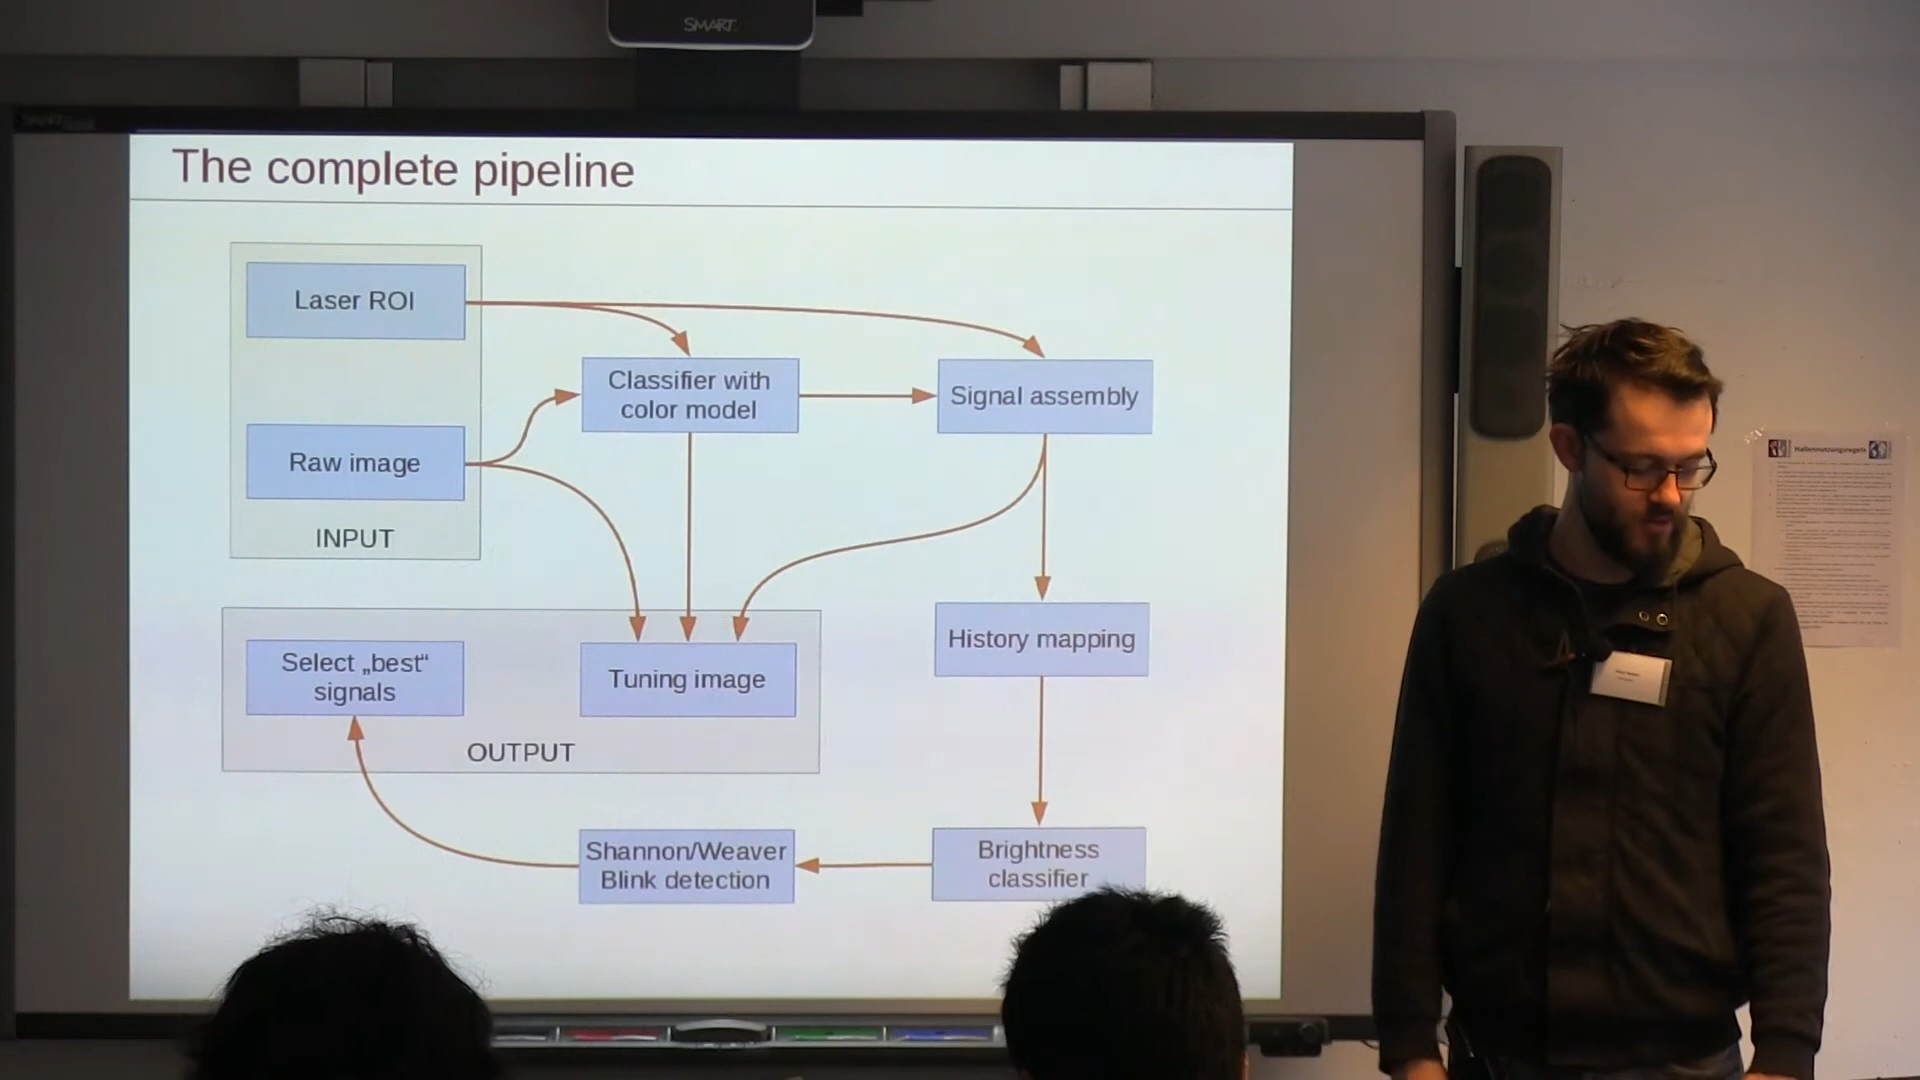 SMART
The complete pipeline
Laser ROI
Classifier with
color model
Signal assembly
Raw image
INPUT
Select „best“
signals
Tuning image
History mapping
OUTPUT
Shannon/Weaver
Blink detection
Brightness
classifier
Hallennutzungsregeln